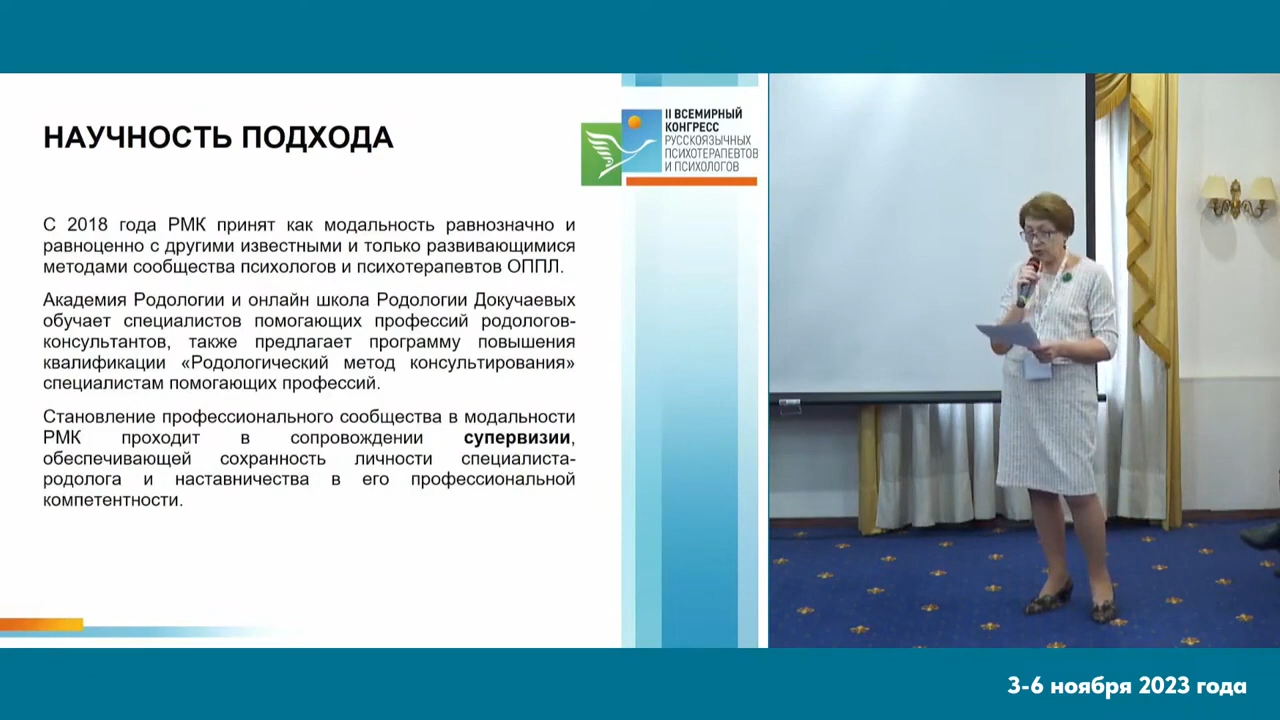 НАУЧНОСТЬ ПОДХОДА
II ВСЕМИРНЫЙ
КОНГРЕСС
РУССКОЯЗЫЧНЫХ
ПСИХОТЕРАПЕВТОВ
И ПСИХОЛОГОВ
С 2018 года РМК принят как модальность равнозначно и
равноценно с другими известными и только развивающимися
методами сообщества психологов и психотерапевтов ОППЛ.
Академия Родологии и онлайн школа Родологии Докучаевых
обучает специалистов помогающих профессий родологов-
консультантов, также предлагает программу повышения
квалификации «Родологический метод консультирования»
специалистам помогающих профессий.
Становление профессионального сообщества в модальности
РМК проходит в сопровождении супервизии,
обеспечивающей сохранность личности специалиста-
родолога и наставничества в его профессиональной
компетентности.
3-6 ноября 2023 года